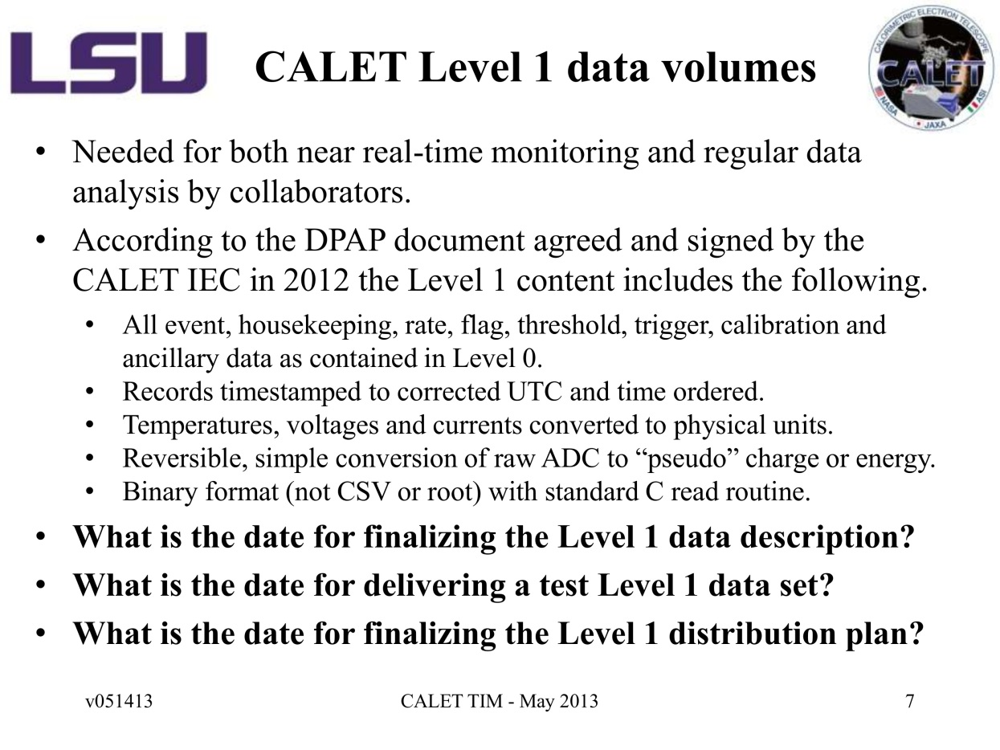 LSU
CALET Level 1 data volumes
CALORIMETRIC ELECTRON TELESCOPE
CALET
NASA
JAXA
ASI
• Needed for both near real-time monitoring and regular data
analysis by collaborators.
• According to the DPAP document agreed and signed by the
CALET IEC in 2012 the Level 1 content includes the following.
• All event, housekeeping, rate, flag, threshold, trigger, calibration and
ancillary data as contained in Level 0.
• Records timestamped to corrected UTC and time ordered.
• Temperatures, voltages and currents converted to physical units.
• Reversible, simple conversion of raw ADC to “pseudo” charge or energy.
• Binary format (not CSV or root) with standard C read routine.
• What is the date for finalizing the Level 1 data description?
• What is the date for delivering a test Level 1 data set?
• What is the date for finalizing the Level 1 distribution plan?
v051413
CALET TIM - May 2013
7